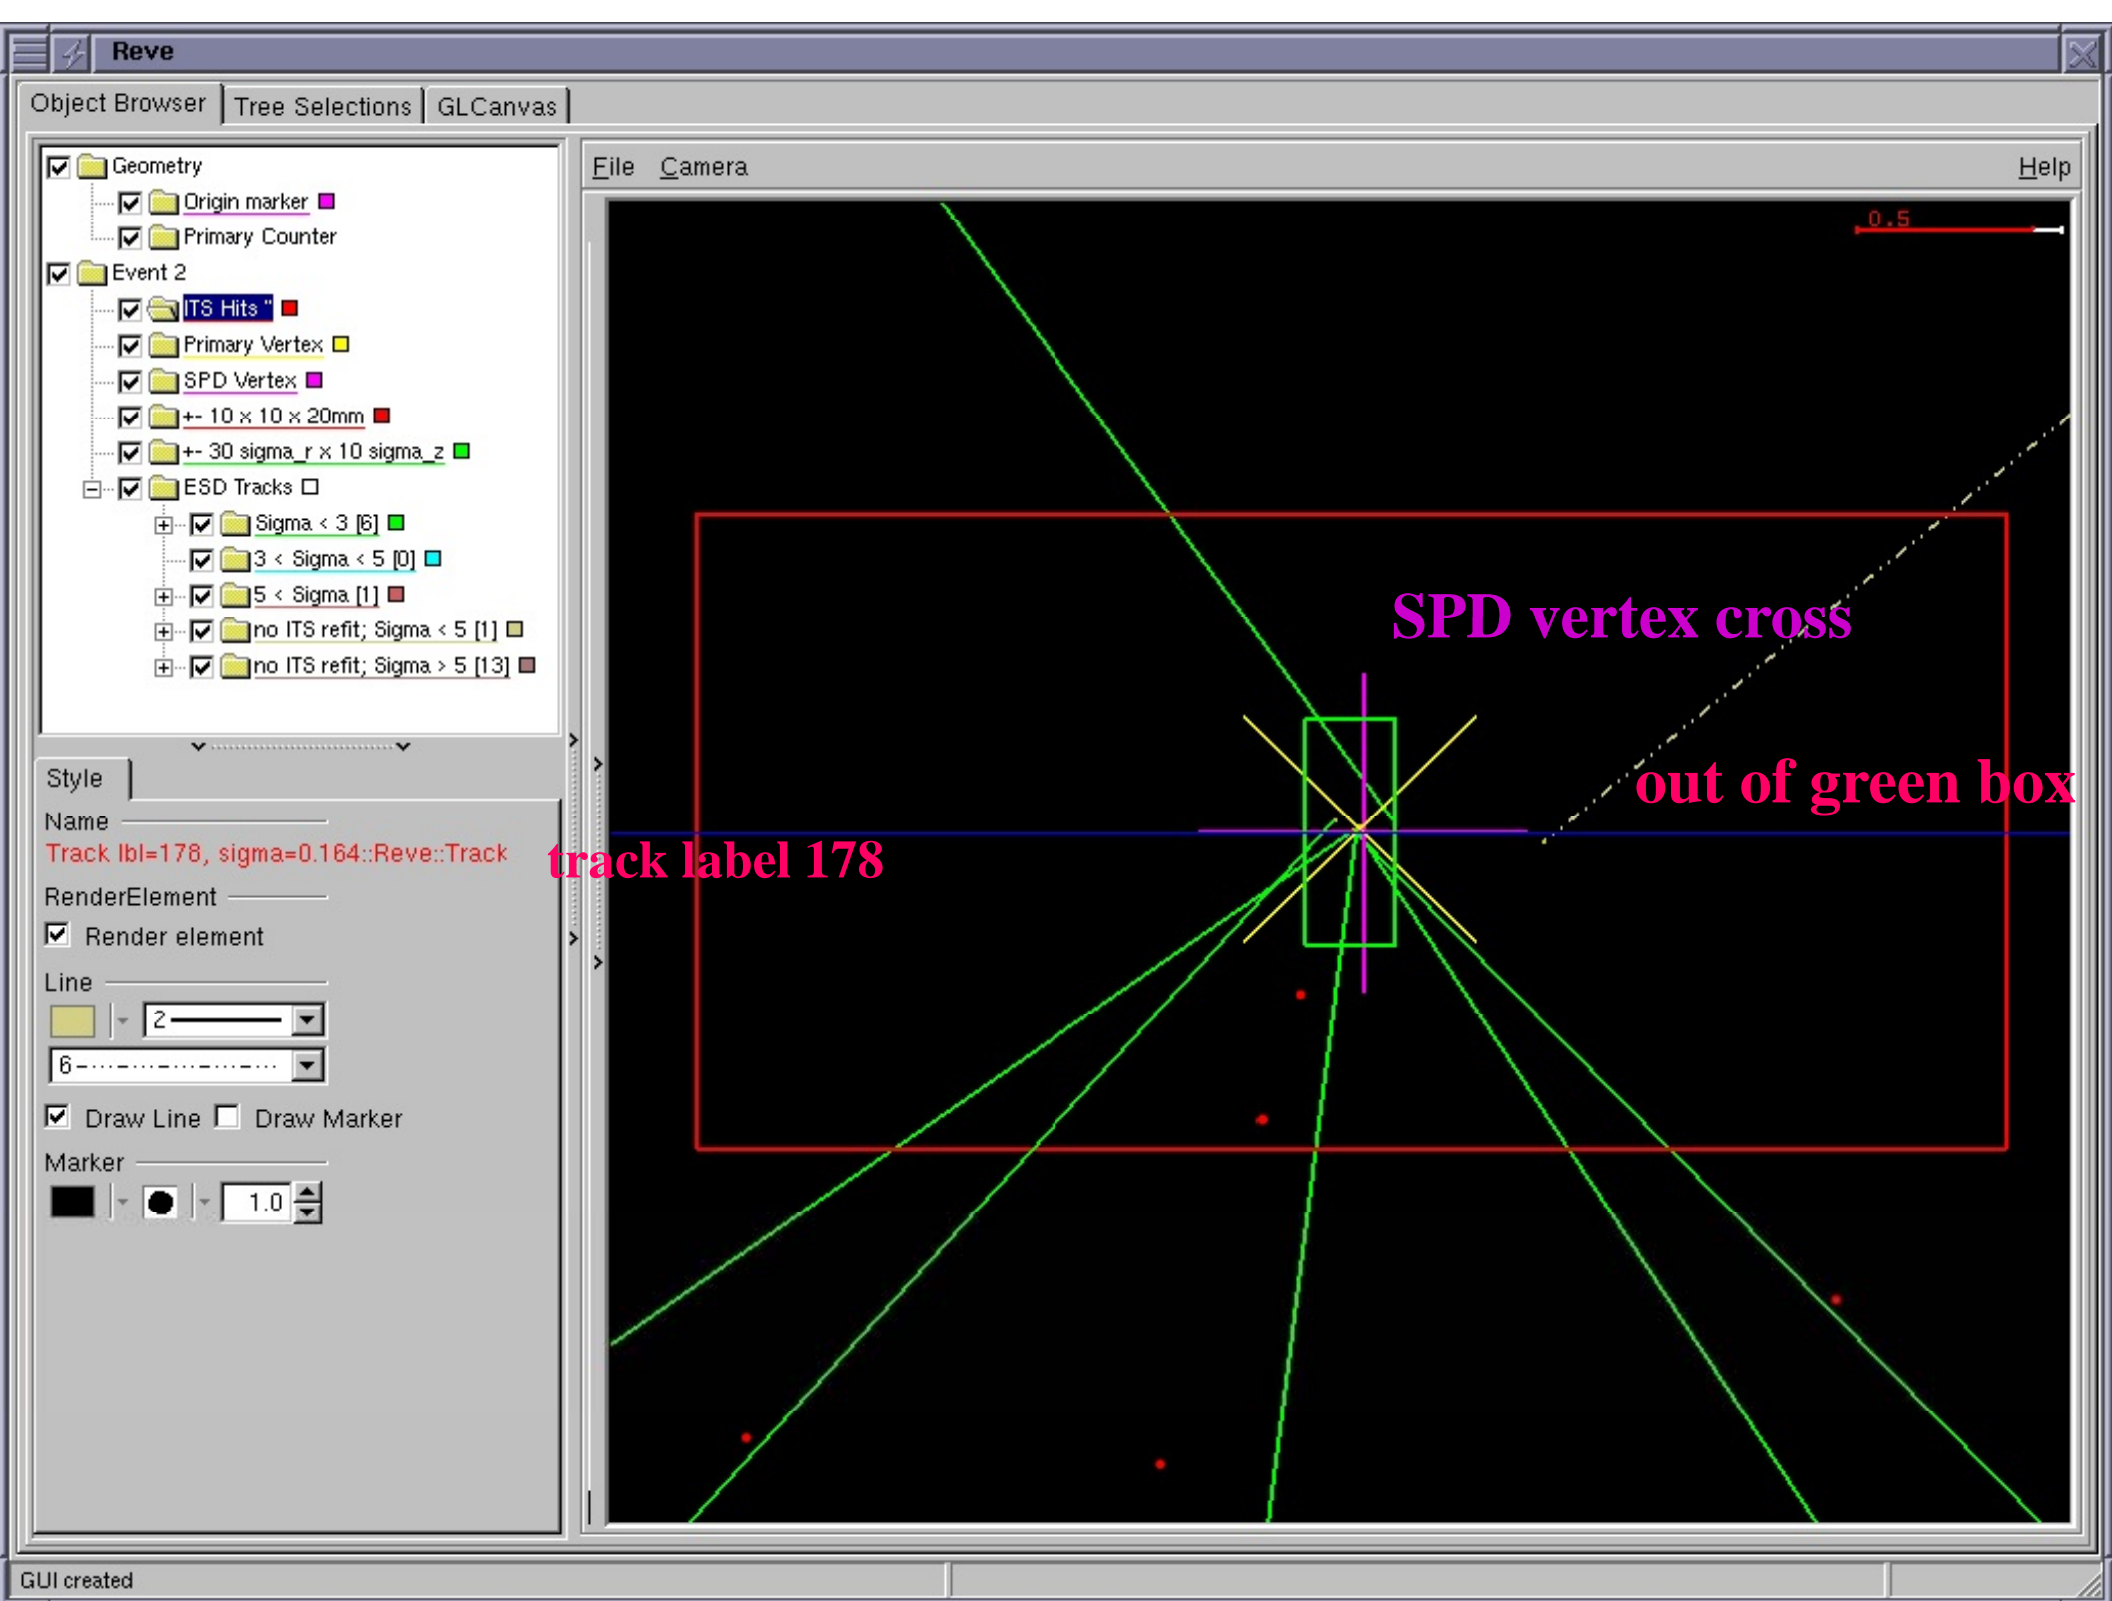 Reve
Object Browser Tree Selections GLCanvas
Geometry
Origin marker
Primary Counter
Event 2
ITS Hits "
Primary Vertex
SPD Vertex
+- 10 x 10 x 20mm
+- 30 sigma_r x 10 sigma_z
ESD Tracks
Sigma < 3 [6]
3 < Sigma < 5 [0]
5 < Sigma [1]
no ITS refit; Sigma < 5 [1]
no ITS refit; Sigma > 5 [13]
Style
Name
Track lbl=178, sigma=0.164::Reve::Track
RenderElement
Render element
Line
2
6
Draw Line Draw Marker
Marker
1.0
File Camera Help
0.5
SPD vertex cross
out of green box
track label 178
GUI created